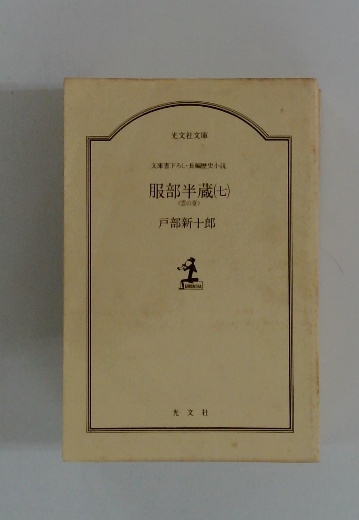 光文社文庫
文庫書下ろし・長編歴史小説
服部半蔵(七)
戸部新十郎
光文社